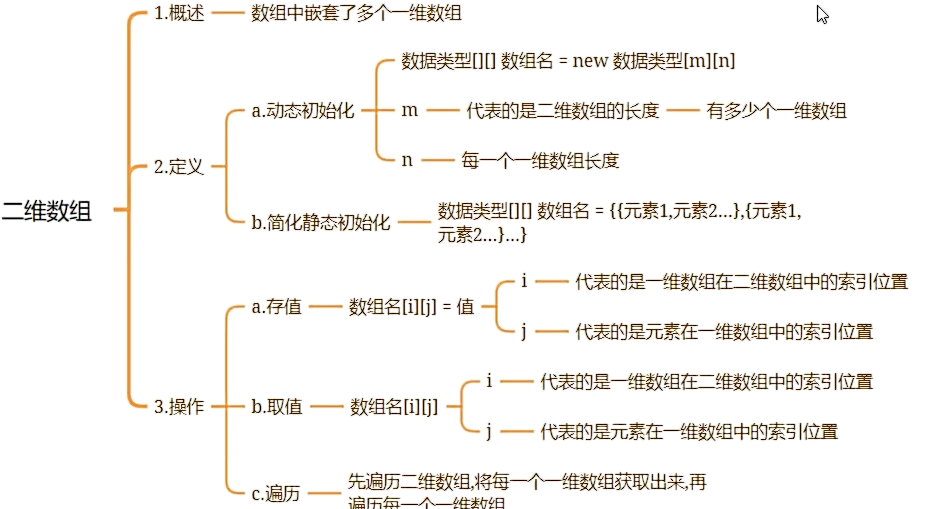 二维数组
1.概述
数组中嵌套了多个一维数组
2.定义
a.动态初始化
数据类型[][] 数组名 = new 数据类型[m][n]
m
代表的是二维数组的长度
有多少个一维数组
n
每一个一维数组长度
b.简化静态初始化
数据类型[][] 数组名 = {{元素1,元素2...},{元素1,
元素2...}...}
3.操作
a.存值
数组名[i][j] = 值
i
代表的是一维数组在二维数组中的索引位置
j
代表的是元素在一维数组中的索引位置
b.取值
数组名[i][j]
i
代表的是一维数组在二维数组中的索引位置
j
代表的是元素在一维数组中的索引位置
c.遍历
先遍历二维数组,将每一个一维数组获取出来,再
遍历每一个一维数组